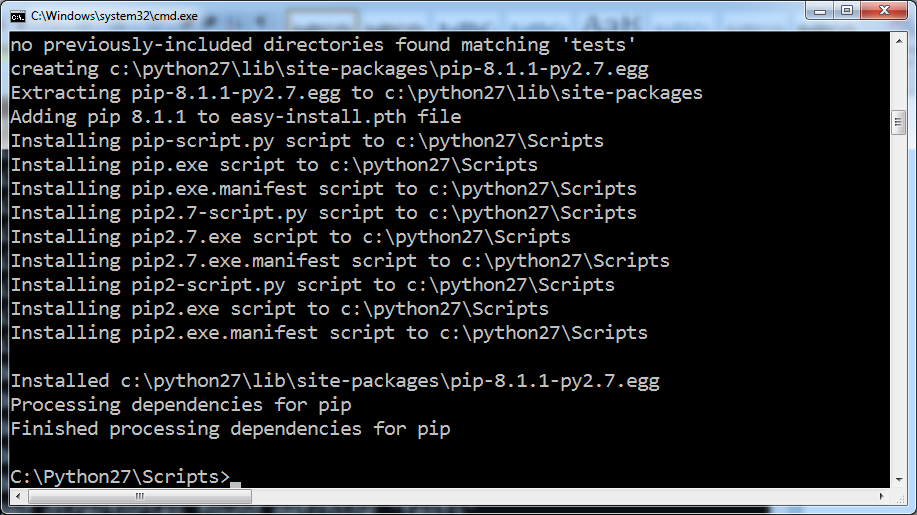 C:\Windows\system32\cmd.exe
no previously-included directories found matching 'tests'
creating c:\python27\lib\site-packages\pip-8.1.1-py2.7.egg
Extracting pip-8.1.1-py2.7.egg to c:\python27\lib\site-packages
Adding pip 8.1.1 to easy-install.pth file
Installing pip-script.py script to c:\python27\Scripts
Installing pip.exe script to c:\python27\Scripts
Installing pip.exe.manifest script to c:\python27\Scripts
Installing pip2.7-script.py script to c:\python27\Scripts
Installing pip2.7.exe script to c:\python27\Scripts
Installing pip2.7.exe.manifest script to c:\python27\Scripts
Installing pip2-script.py script to c:\python27\Scripts
Installing pip2.exe script to c:\python27\Scripts
Installing pip2.exe.manifest script to c:\python27\Scripts
Installed c:\python27\lib\site-packages\pip-8.1.1-py2.7.egg
Processing dependencies for pip
Finished processing dependencies for pip
C:\Python27\Scripts>